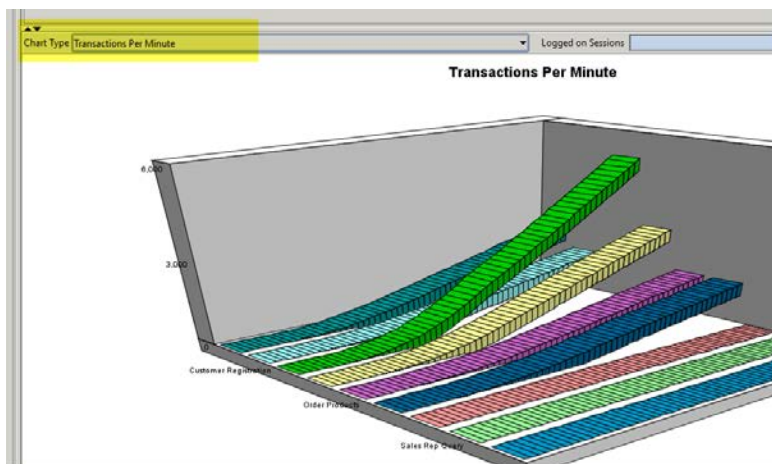 Chart Type Transactions Per Minute Logged on Sessions
Transactions Per Minute
6,000
3,000
0
Customer Registration
Order Products
Sales Rep Query